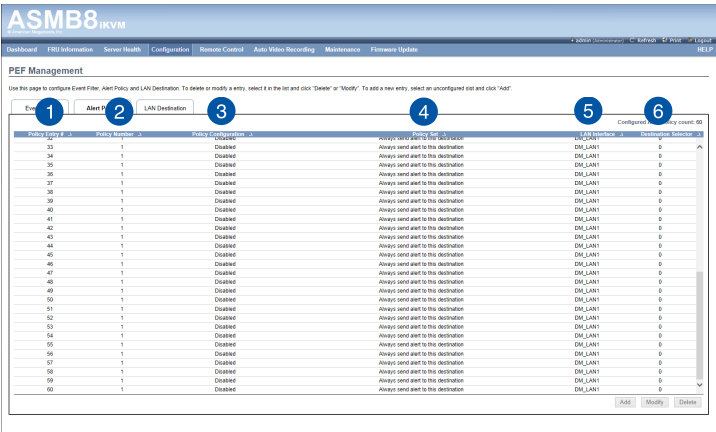 ASMB8 iKVM
© American Megatrends Inc.
admin (Administrator) Refresh Print Logout
Dashboard FRU Information Server Health Configuration Remote Control Auto Video Recording Maintenance Firmware Update HELP
PEF Management
Use this page to configure Event Filter, Alert Policy and LAN Destination. To delete or modify a entry, select it in the list and click "Delete" or "Modify". To add a new entry, select an unconfigured slot and click "Add".
1 2 3 4 5 6
Alert LAN Destination
count: 60
Policy Entry # Policy Number Policy Configuration Policy Set LAN Interface Destination Selector
32 1 Disabled Always send alert to this destination DM_LAN1 0
33 1 Disabled Always send alert to this destination DM_LAN1 0
34 1 Disabled Always send alert to this destination DM_LAN1 0
35 1 Disabled Always send alert to this destination DM_LAN1 0
36 1 Disabled Always send alert to this destination DM_LAN1 0
37 1 Disabled Always send alert to this destination DM_LAN1 0
38 1 Disabled Always send alert to this destination DM_LAN1 0
39 1 Disabled Always send alert to this destination DM_LAN1 0
40 1 Disabled Always send alert to this destination DM_LAN1 0
41 1 Disabled Always send alert to this destination DM_LAN1 0
42 1 Disabled Always send alert to this destination DM_LAN1 0
43 1 Disabled Always send alert to this destination DM_LAN1 0
44 1 Disabled Always send alert to this destination DM_LAN1 0
45 1 Disabled Always send alert to this destination DM_LAN1 0
46 1 Disabled Always send alert to this destination DM_LAN1 0
47 1 Disabled Always send alert to this destination DM_LAN1 0
48 1 Disabled Always send alert to this destination DM_LAN1 0
49 1 Disabled Always send alert to this destination DM_LAN1 0
50 1 Disabled Always send alert to this destination DM_LAN1 0
51 1 Disabled Always send alert to this destination DM_LAN1 0
52 1 Disabled Always send alert to this destination DM_LAN1 0
53 1 Disabled Always send alert to this destination DM_LAN1 0
54 1 Disabled Always send alert to this destination DM_LAN1 0
55 1 Disabled Always send alert to this destination DM_LAN1 0
56 1 Disabled Always send alert to this destination DM_LAN1 0
57 1 Disabled Always send alert to this destination DM_LAN1 0
58 1 Disabled Always send alert to this destination DM_LAN1 0
59 1 Disabled Always send alert to this destination DM_LAN1 0
60 1 Disabled Always send alert to this destination DM_LAN1 0
Add Modify Delete